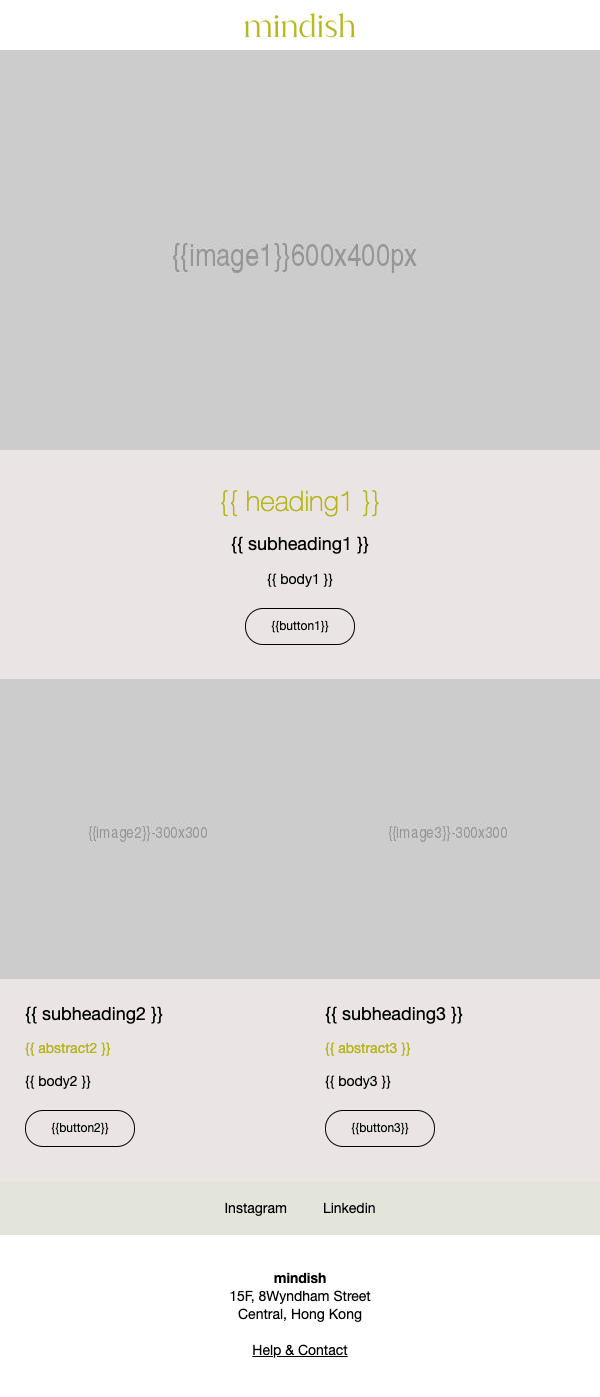 mindish
{{image1}}600x400px
{{ heading1 }}
{{ subheading1 }}
{{ body1 }}
{{button1}}
{{image2}}-300x300
{{image3}}-300x300
{{ subheading2 }}
{{ abstract2 }}
{{ body2 }}
{{button2}}
{{ subheading3 }}
{{ abstract3 }}
{{ body3 }}
{{button3}}
Instagram Linkedin
mindish
15F, 8Wyndham Street
Central, Hong Kong
Help & Contact